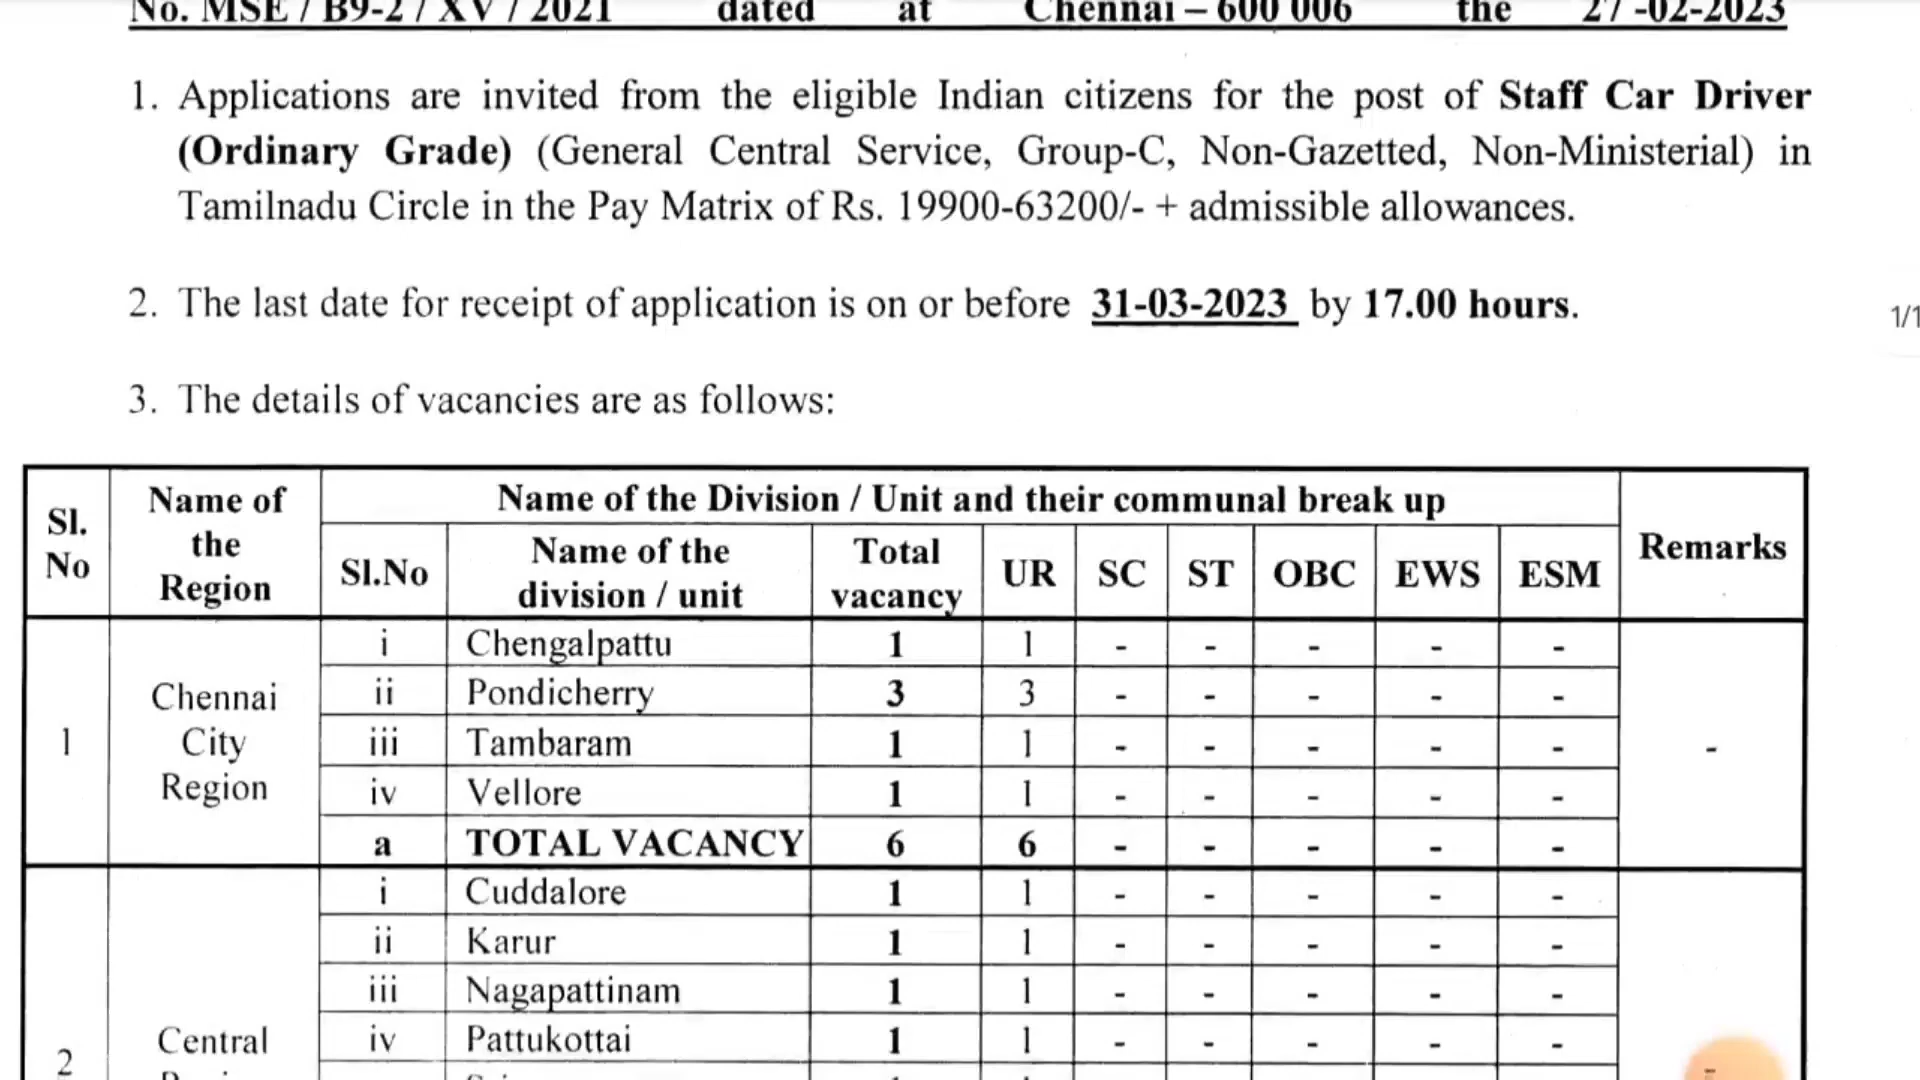 No. MSE / B9-2 / XV / 2021 dated at Chennai – 600 006 the 27 -02-2023
1. Applications are invited from the eligible Indian citizens for the post of Staff Car Driver
(Ordinary Grade) (General Central Service, Group-C, Non-Gazetted, Non-Ministerial) in
Tamilnadu Circle in the Pay Matrix of Rs. 19900-63200/- + admissible allowances.
2. The last date for receipt of application is on or before 31-03-2023 by 17.00 hours.
1/1
3. The details of vacancies are as follows:
Sl. No Name of the Region Name of the Division / Unit and their communal break up Remarks
Sl.No Name of the division / unit Total vacancy UR SC ST OBC EWS ESM
1 Chennai City Region
i Chengalpattu 1 1 - - - - -
ii Pondicherry 3 3 - - - - -
iii Tambaram 1 1 - - - - - -
iv Vellore 1 1 - - - - -
a TOTAL VACANCY 6 6 - - - - -
2 Central
i Cuddalore 1 1 - - - - -
ii Karur 1 1 - - - - -
iii Nagapattinam 1 1 - - - - -
iv Pattukottai 1 1 - - - - -